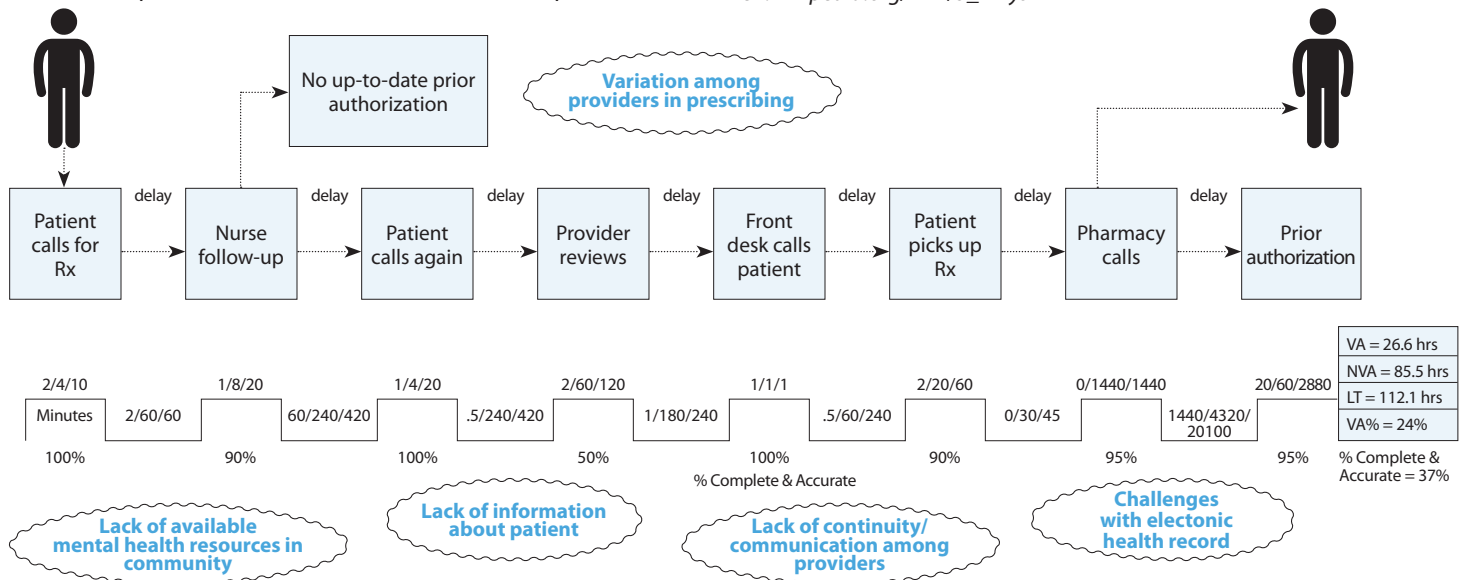 No up-to-date prior
authorization
Variation among
providers in prescribing
delay
delay
delay
delay
delay
delay
delay
Patient
calls for
Rx
Nurse
follow-up
Patient
calls again
Provider
reviews
Front
desk calls
patient
Patient
picks up
Rx
Pharmacy
calls
Prior
authorization
2/4/10
1/8/20
1/4/20
2/60/120
1/1/1
2/20/60
0/1440/1440
20/60/2880
Minutes
2/60/60
60/240/420
.5/240/420
1/180/240
.5/60/240
0/30/45
1440/4320/
20100
100%
90%
100%
50%
100%
90%
95%
95%
% Complete & Accurate
VA = 26.6 hrs
NVA = 85.5 hrs
LT = 112.1 hrs
VA% = 24%
% Complete &
Accurate = 37%
Lack of available
mental health resources in
community
Lack of information
about patient
Lack of continuity/
communication among
providers
Challenges
with electonic
health record